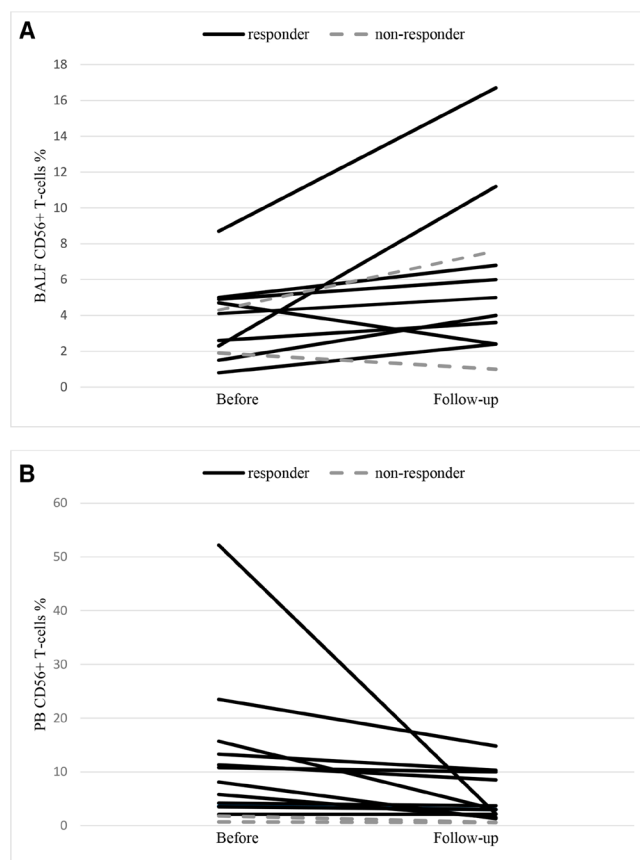 A
responder non-responder
18
16
14
12
10
8
6
4
2
0
BALF CD56+ T-cells %
Before Follow-up
B
responder non-responder
60
50
40
30
20
10
0
PB CD56+ T-cells %
Before Follow-up